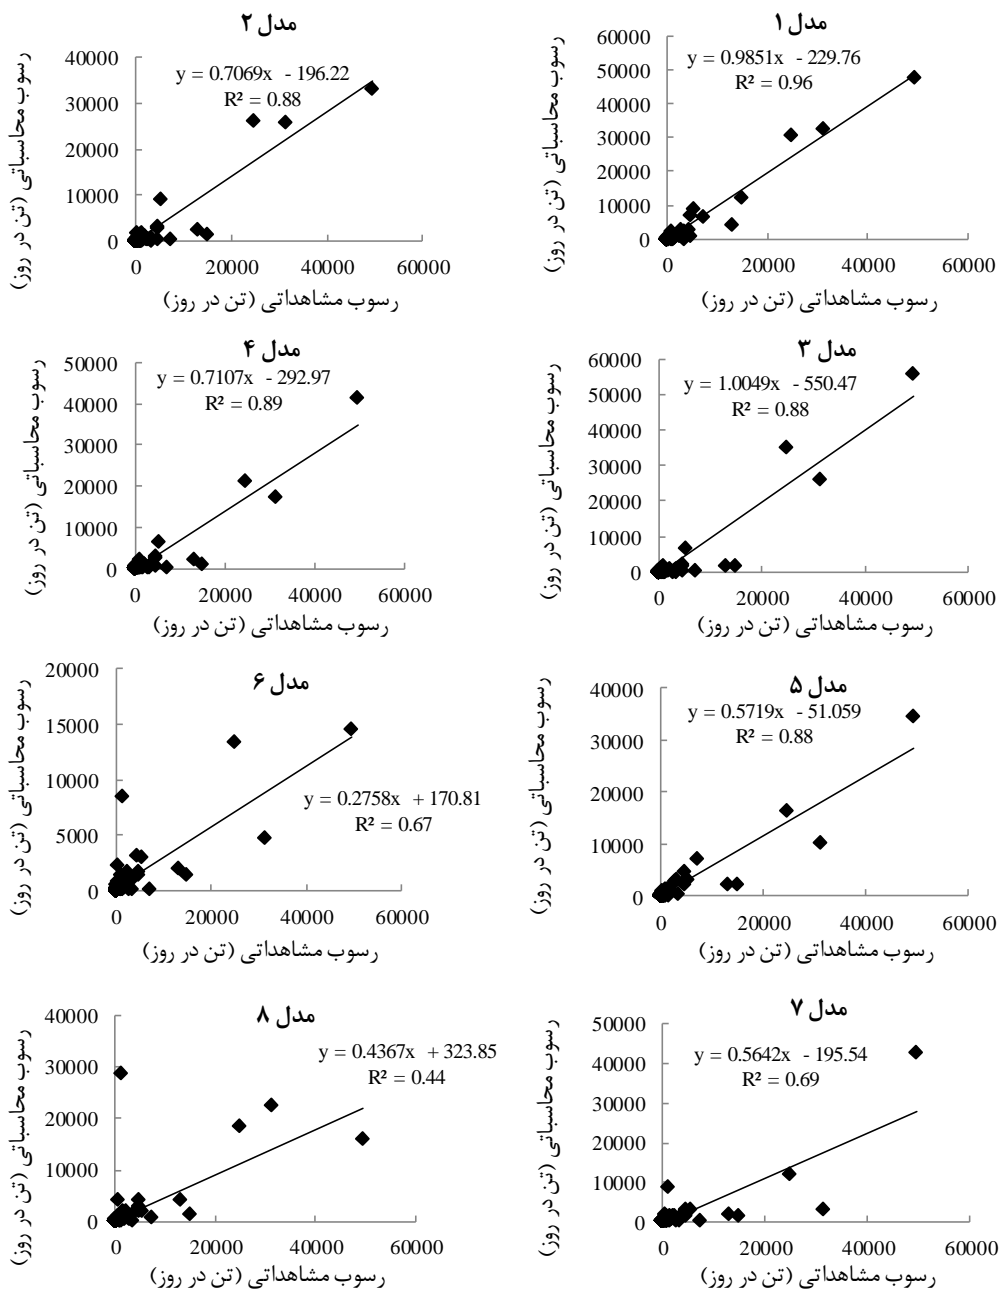 مدل ۱
y = 0.9851x - 229.76
R² = 0.96
60000
50000
40000
30000
20000
10000
0
0 20000 40000 60000
رسوب محاسباتی (تن در روز)
رسوب مشاهداتی (تن در روز)
مدل ۲
y = 0.7069x - 196.22
R² = 0.88
40000
30000
20000
10000
0
0 20000 40000 60000
رسوب محاسباتی (تن در روز)
رسوب مشاهداتی (تن در روز)
مدل ۳
y = 1.0049x - 550.47
R² = 0.88
60000
50000
40000
30000
20000
10000
0
0 20000 40000 60000
رسوب محاسباتی (تن در روز)
رسوب مشاهداتی (تن در روز)
مدل ۴
y = 0.7107x - 292.97
R² = 0.89
50000
40000
30000
20000
10000
0
0 20000 40000 60000
رسوب محاسباتی (تن در روز)
رسوب مشاهداتی (تن در روز)
مدل ۵
y = 0.5719x - 51.059
R² = 0.88
40000
30000
20000
10000
0
0 20000 40000 60000
رسوب محاسباتی (تن در روز)
رسوب مشاهداتی (تن در روز)
مدل ۶
y = 0.2758x + 170.81
R² = 0.67
20000
15000
10000
5000
0
0 20000 40000 60000
رسوب محاسباتی (تن در روز)
رسوب مشاهداتی (تن در روز)
مدل ۷
y = 0.5642x - 195.54
R² = 0.69
50000
40000
30000
20000
10000
0
0 20000 40000 60000
رسوب محاسباتی (تن در روز)
رسوب مشاهداتی (تن در روز)
مدل ۸
y = 0.4367x + 323.85
R² = 0.44
40000
30000
20000
10000
0
0 20000 40000 60000
رسوب محاسباتی (تن در روز)
رسوب مشاهداتی (تن در روز)